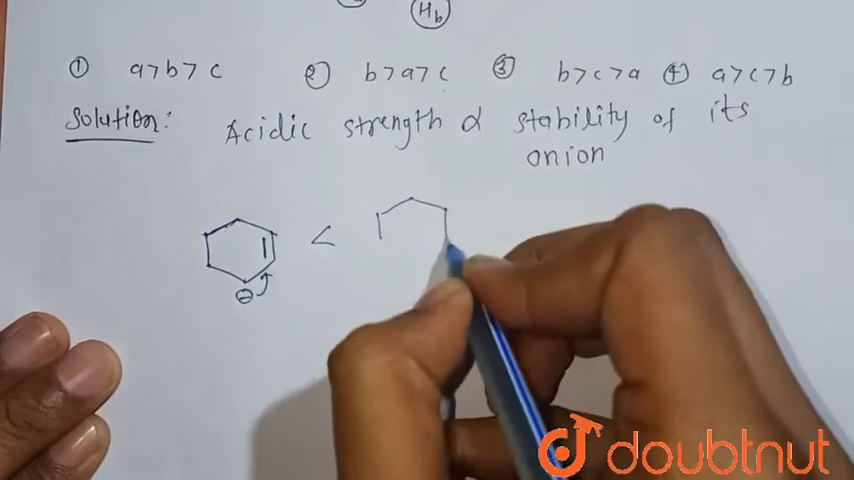 Hb
① a>b>c ② b>a>c ③ b>c>a ④ a>c>b
Solution: Acidic strength α stability of its
anion
<
⊖
doubtnut